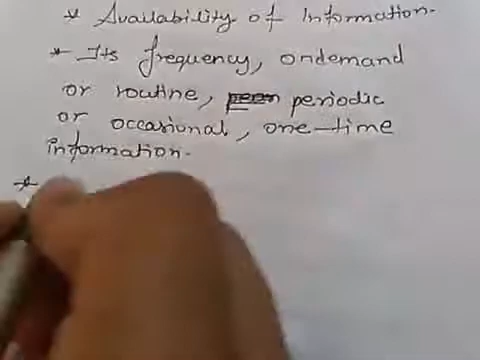 * Availability of Information.
* Its frequency, ondemand
or routine, periodic
or occasional, one-time
information.
*